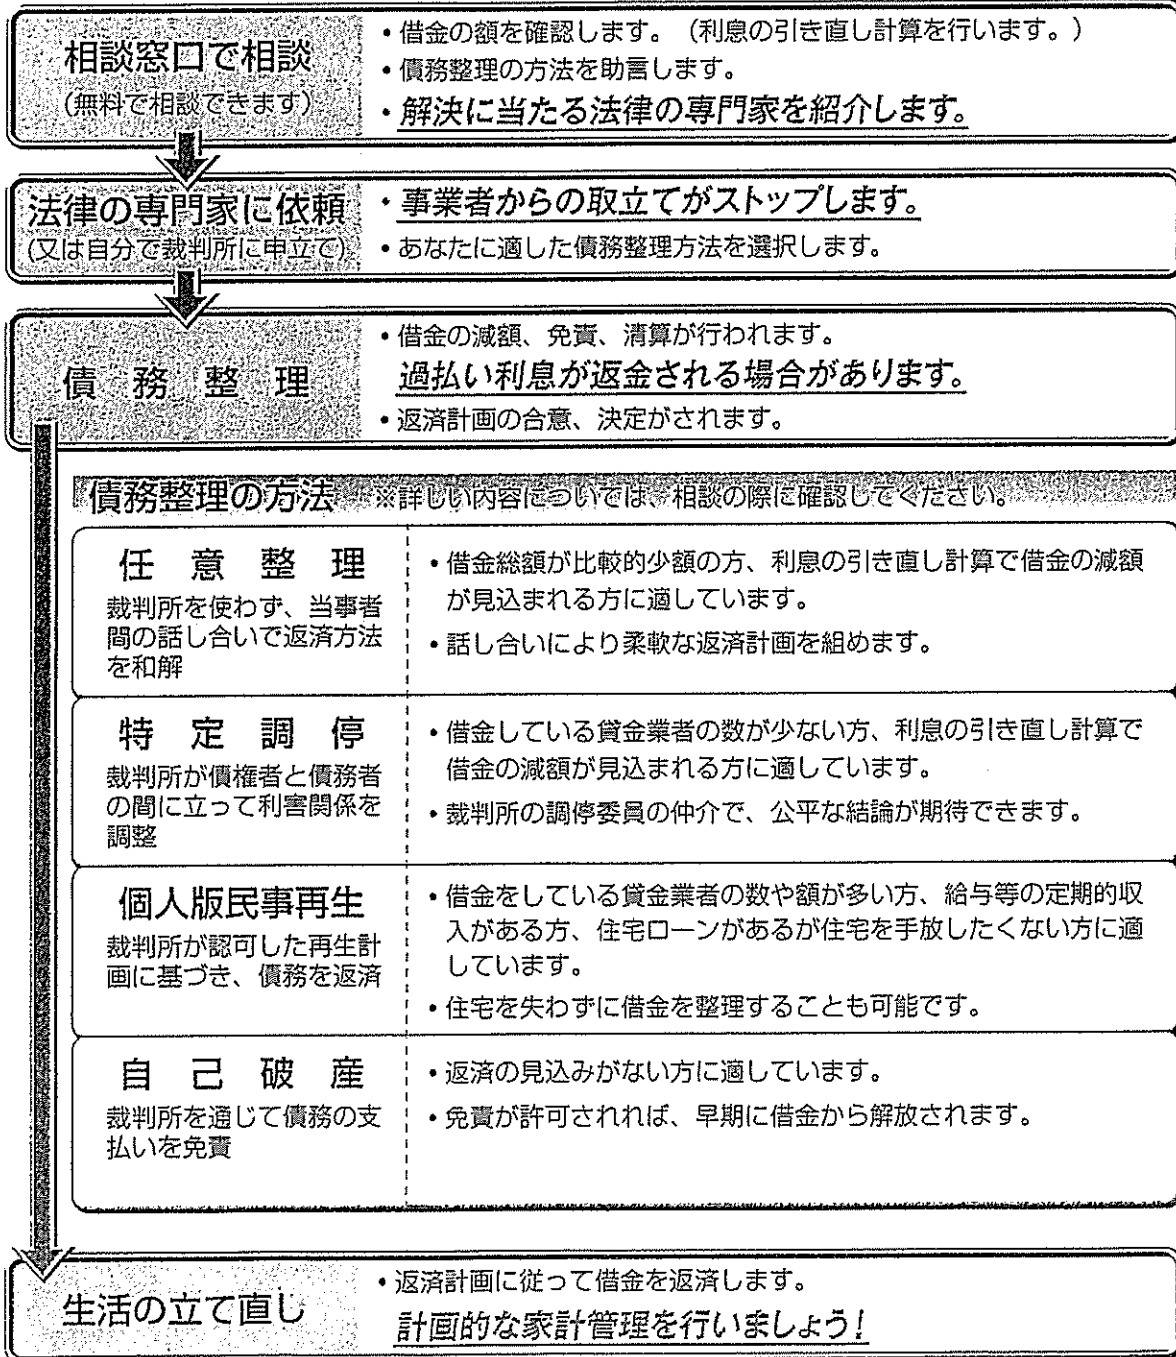 相談窓口で相談
(無料で相談できます)
・借金の額を確認します。(利息の引き直し計算を行います。)
・債務整理の方法を助言します。
・解決に当たる法律の専門家を紹介します。
法律の専門家に依頼
(又は自分で裁判所に申立て)
・事業者からの取立てがストップします。
・あなたに適した債務整理方法を選択します。
債務整理
・借金の減額、免責、清算が行われます。
過払い利息が返金される場合があります。
・返済計画の合意、決定がされます。
債務整理の方法 ※詳しい内容については、相談の際に確認してください。
任意整理
裁判所を使わず、当事者
間の話し合いで返済方法
を和解
・借金総額が比較的少額の方、利息の引き直し計算で借金の減額
が見込まれる方に適しています。
・話し合いにより柔軟な返済計画を組めます。
特定調停
裁判所が債権者と債務者
の間に立って利害関係を
調整
・借金している貸金業者の数が少ない方、利息の引き直し計算で
借金の減額が見込まれる方に適しています。
・裁判所の調停委員の仲介で、公平な結論が期待できます。
個人版民事再生
裁判所が認可した再生計
画に基づき、債務を返済
・借金をしている貸金業者の数や額が多い方、給与等の定期的収
入がある方、住宅ローンがあるが住宅を手放したくない方に適
しています。
・住宅を失わずに借金を整理することも可能です。
自己破産
裁判所を通じて債務の支
払いを免責
・返済の見込みがない方に適しています。
・免責が許可されれば、早期に借金から解放されます。
生活の立て直し
・返済計画に従って借金を返済します。
計画的な家計管理を行いましょう!